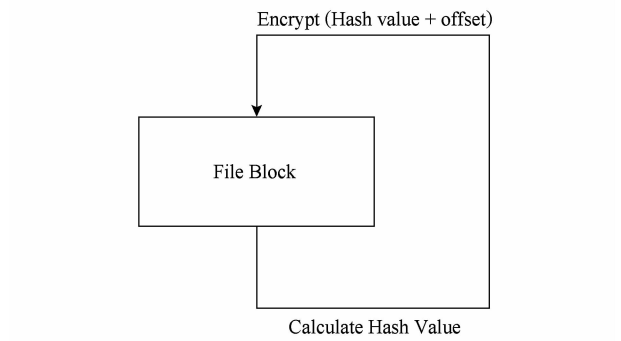 Encrypt (Hash value + offset)
File Block
Calculate Hash Value